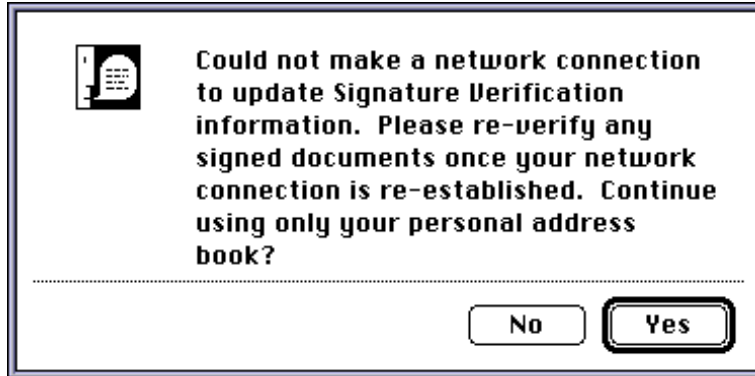 Could not make a network connection
to update Signature Verification
information.  Please re-verify any
signed documents once your network
connection is re-established.  Continue
using only your personal address
book?
No
Yes